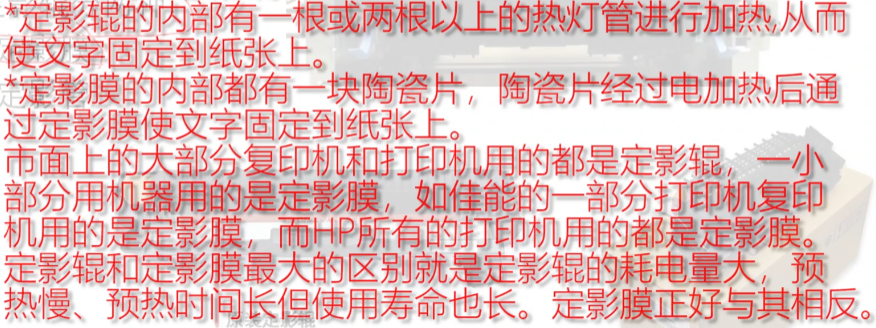 *定影辊的内部有一根或两根以上的热灯管进行加热,从而
使文字固定到纸张上。
*定影膜的内部都有一块陶瓷片，陶瓷片经过电加热后通
过定影膜使文字固定到纸张上。
市面上的大部分复印机和打印机用的都是定影辊，一小
部分用机器用的是定影膜，如佳能的一部分打印机复印
机用的是定影膜，而HP所有的打印机用的都是定影膜。
定影辊和定影膜最大的区别就是定影辊的耗电量大，预
热慢、预热时间长但使用寿命也长。定影膜正好与其相反。
原装定影辊